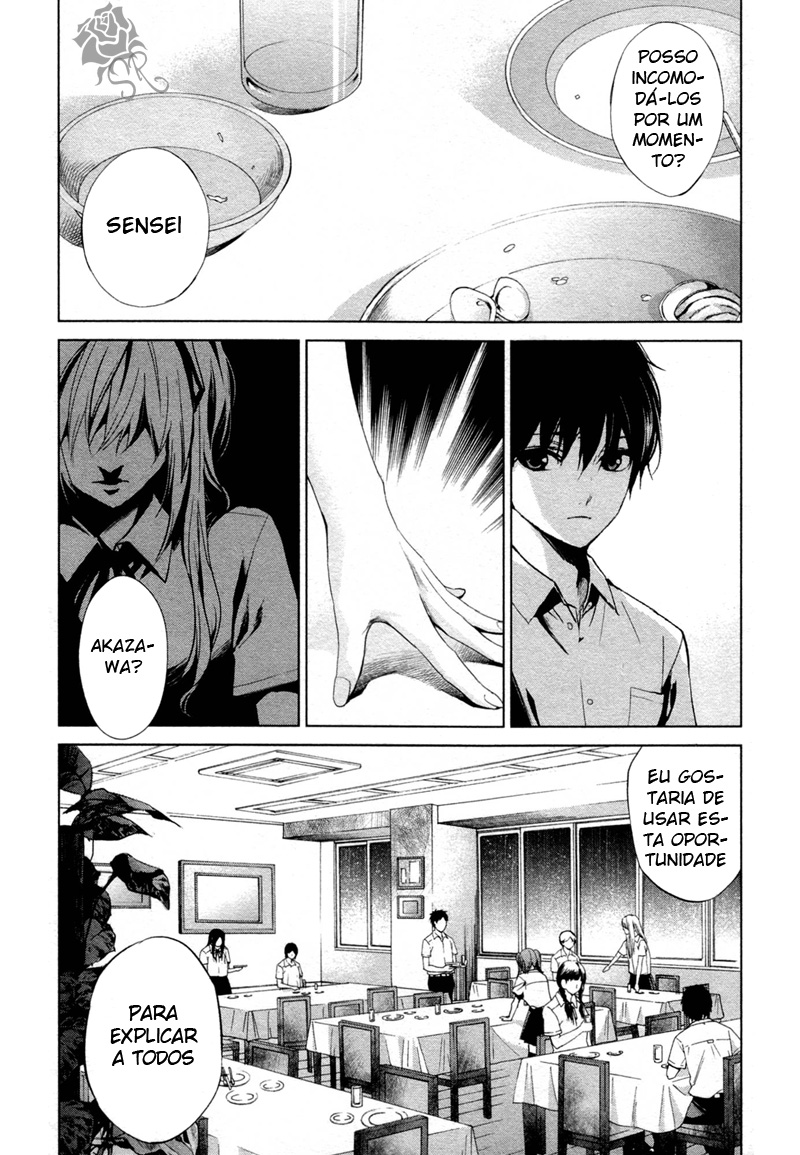 POSSO
INCOMO-
DÁ-LOS
POR UM
MOMEN-
TO?
SENSEI
AKAZA-
WA?
EU GOS-
TARIA DE
USAR ES-
TA OPOR-
TUNIDADE
PARA
EXPLICAR
A TODOS
SR